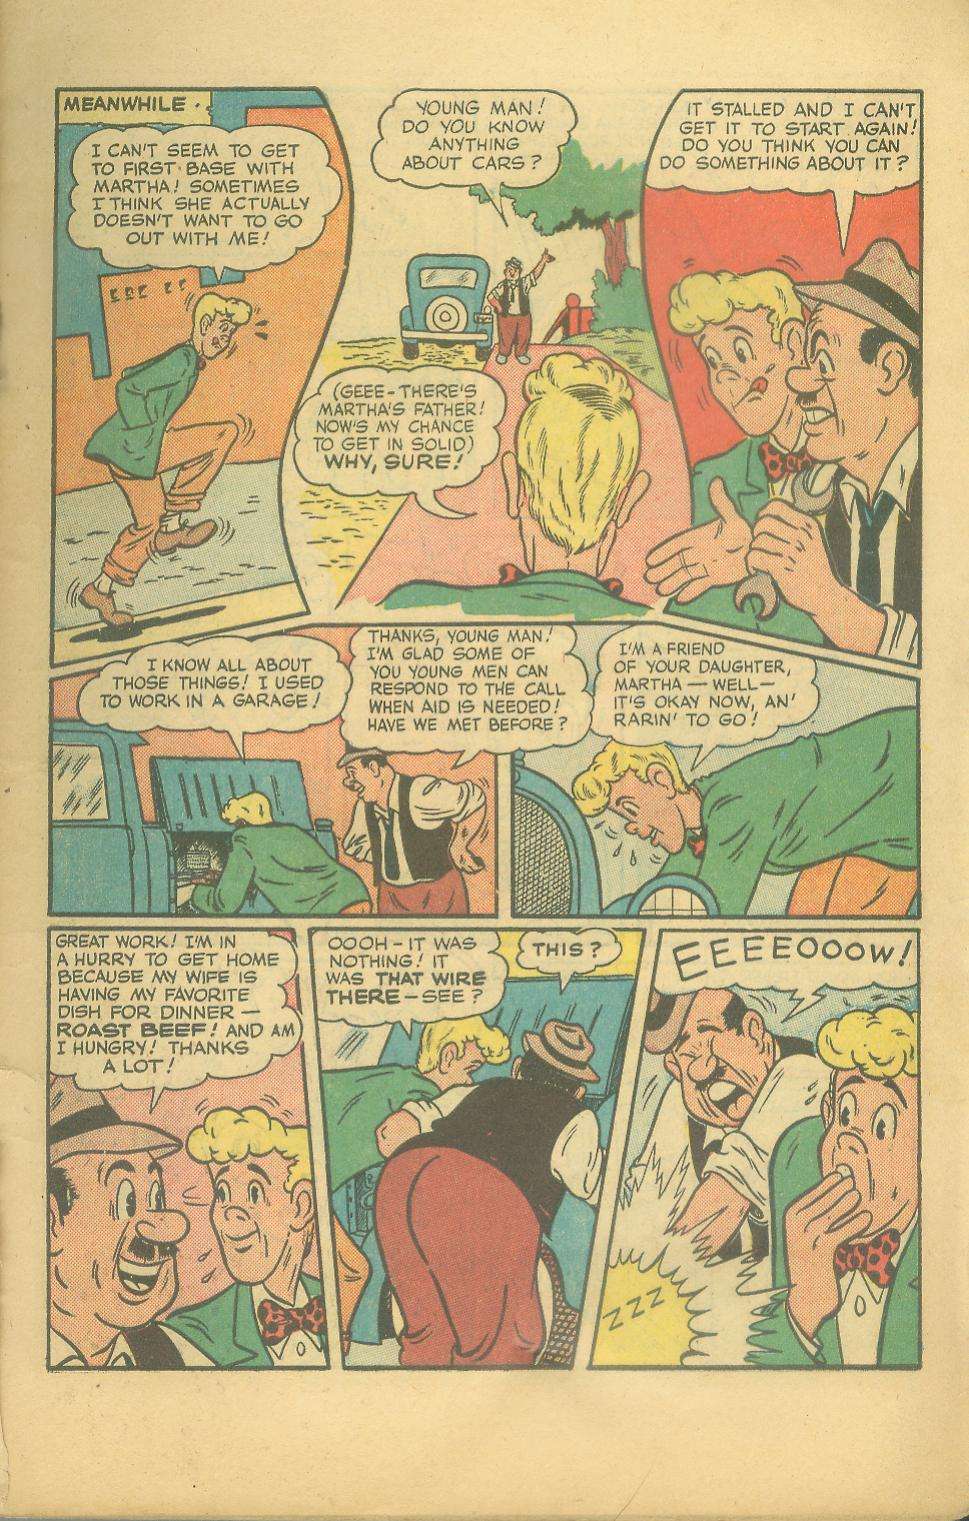 MEANWHILE . .
I CAN'T SEEM TO GET
TO FIRST BASE WITH
MARTHA! SOMETIMES
I THINK SHE ACTUALLY
DOESN'T WANT TO GO
OUT WITH ME!
YOUNG MAN!
DO YOU KNOW
ANYTHING
ABOUT CARS?
(GEEE - THERE'S
MARTHA'S FATHER!
NOW'S MY CHANCE
TO GET IN SOLID)
WHY, SURE!
IT STALLED AND I CAN'T
GET IT TO START AGAIN!
DO YOU THINK YOU CAN
DO SOMETHING ABOUT IT?
I KNOW ALL ABOUT
THOSE THINGS! I USED
TO WORK IN A GARAGE!
THANKS, YOUNG MAN!
I'M GLAD SOME OF
YOU YOUNG MEN CAN
RESPOND TO THE CALL
WHEN AID IS NEEDED!
HAVE WE MET BEFORE?
I'M A FRIEND
OF YOUR DAUGHTER,
MARTHA — WELL —
IT'S OKAY NOW, AN'
RARIN' TO GO!
GREAT WORK! I'M IN
A HURRY TO GET HOME
BECAUSE MY WIFE IS
HAVING MY FAVORITE
DISH FOR DINNER —
ROAST BEEF! AND AM
I HUNGRY! THANKS
A LOT!
OOOH - IT WAS
NOTHING! IT
WAS THAT WIRE
THERE - SEE?
THIS?
EEEEOOOW!
ZZZ